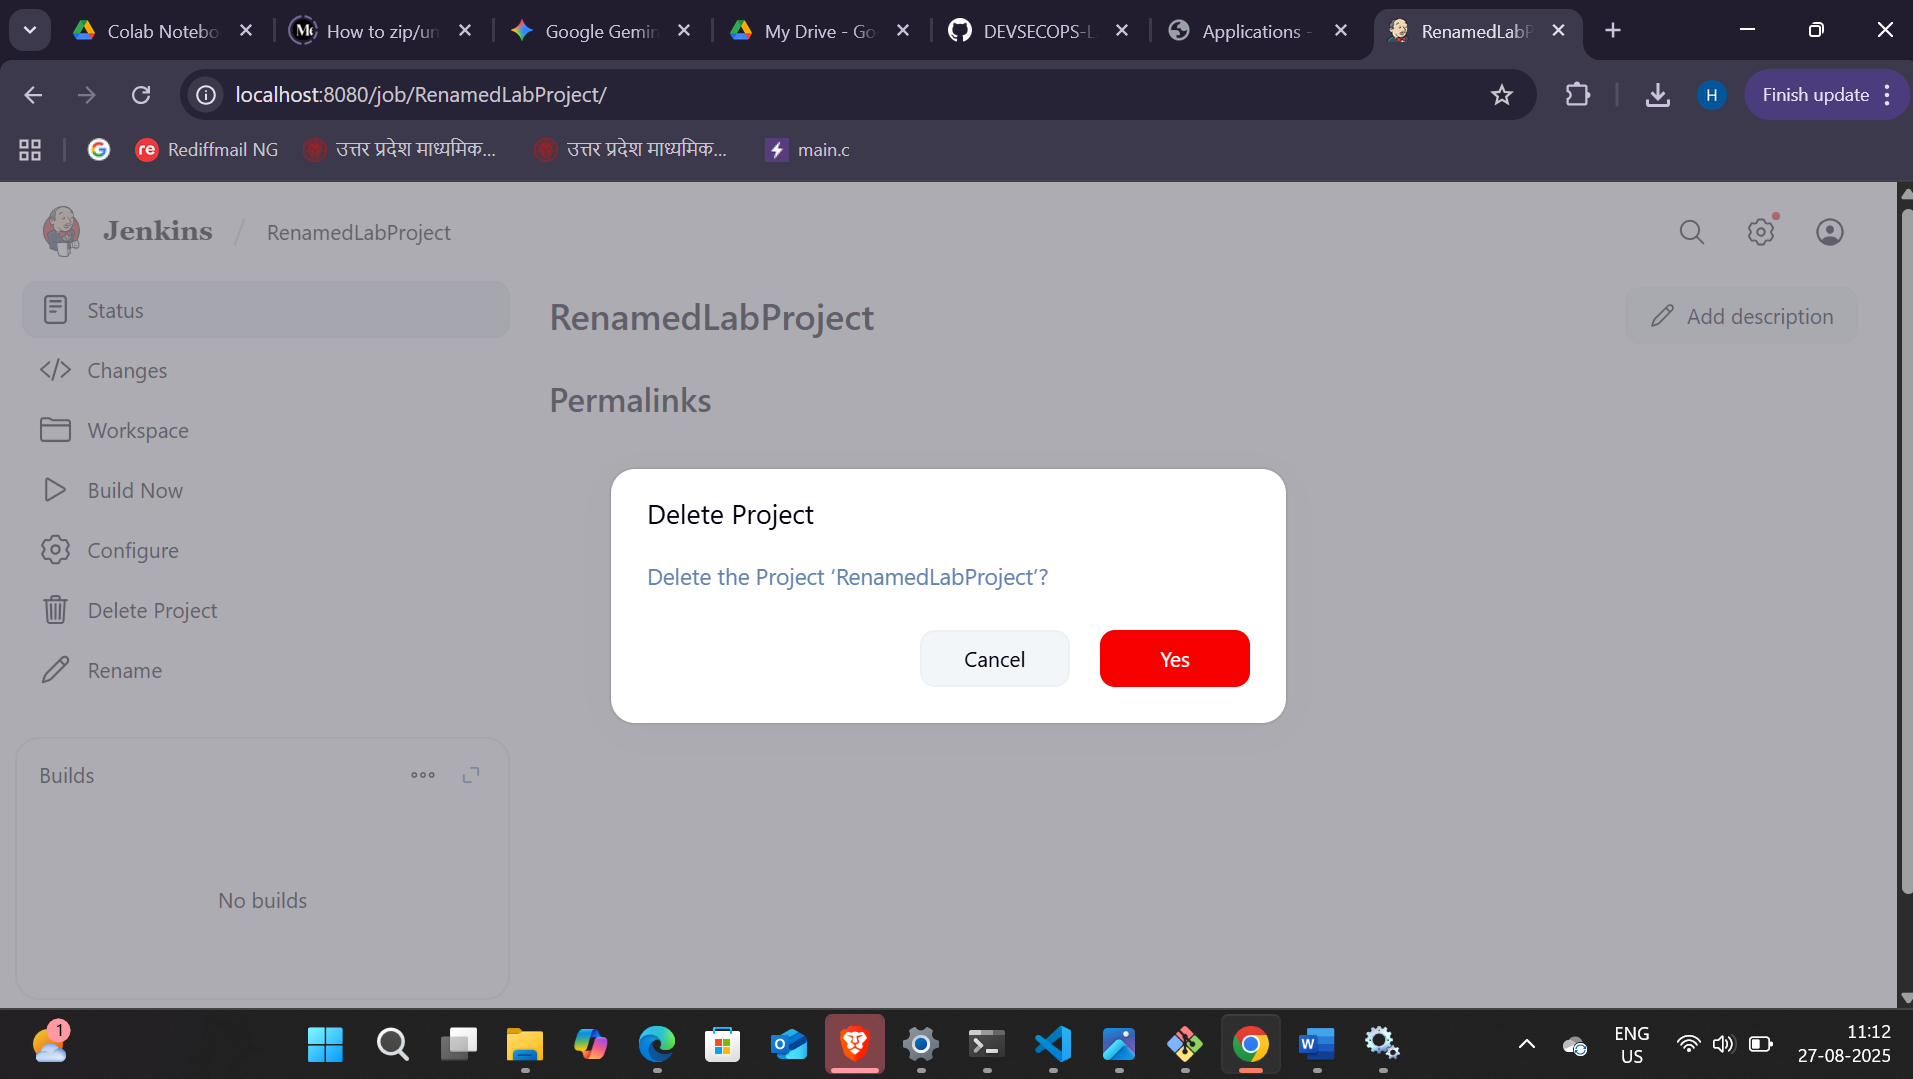 Colab Notebo
How to zip/un
Google Gemin
My Drive - Go
DEVSECOPS-L
Applications -
RenamedLabP
localhost:8080/job/RenamedLabProject/
H
Finish update
re
Rediffmail NG
उत्तर प्रदेश माध्यमिक...
उत्तर प्रदेश माध्यमिक...
main.c
Jenkins / RenamedLabProject
Status
Changes
Workspace
Build Now
Configure
Delete Project
Rename
Builds
No builds
RenamedLabProject
Add description
Permalinks
Delete Project
Delete the Project ‘RenamedLabProject’?
Cancel
Yes
1
ENG
US
11:12
27-08-2025